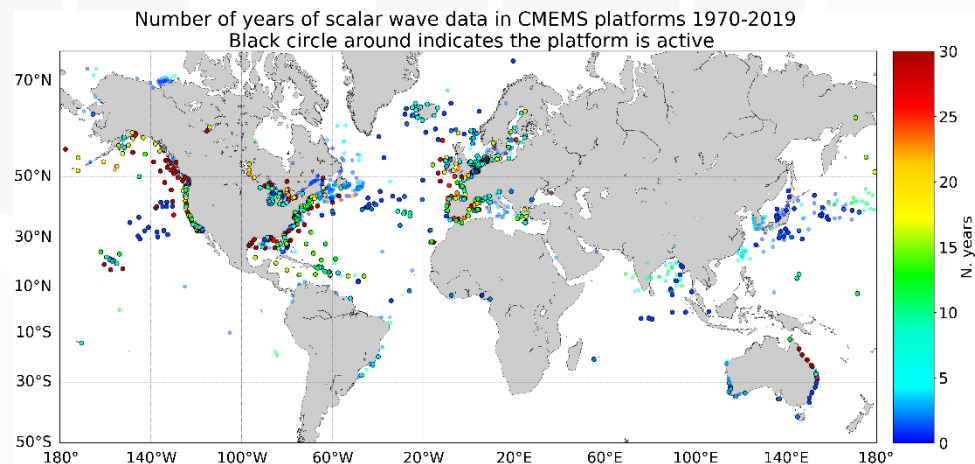 Number of years of scalar wave data in CMEMS platforms 1970-2019
Black circle around indicates the platform is active
70°N
50°N
30°N
10°N
10°S
30°S
50°S
180°
140°W
100°W
60°W
20°W
20°E
60°E
100°E
140°E
180°
30
25
20
15
10
5
0
N. years